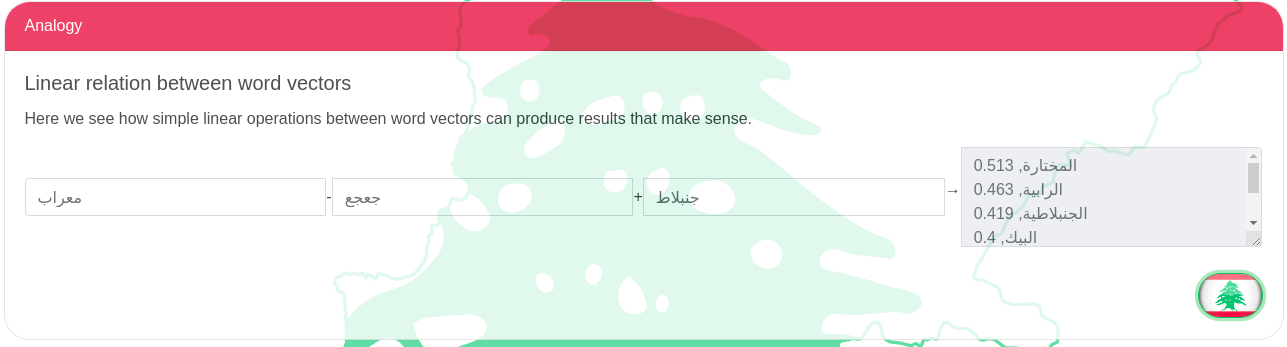 Analogy
Linear relation between word vectors
Here we see how simple linear operations between word vectors can produce results that make sense.
معراب - جعجع + جنبلاط →
المختارة, 0.513
الرابية, 0.463
الجنبلاطية, 0.419
البيك, 0.4